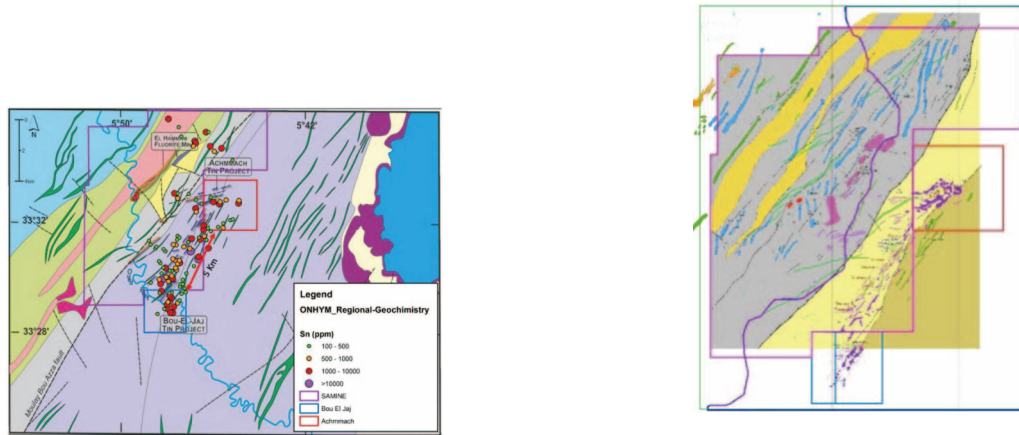 5°50'
5°42'
N
EL HAMMAM
FLUORITE MINE
ACHMMACH
TIN PROJECT
33°32'
5 Km
BOU-EL-JAJ
TIN PROJECT
33°28'
Moulay Bou Azza fault
Legend
ONHYM_Regional-Geochimistry
Sn (ppm)
100 - 500
500 - 1000
1000 - 10000
>10000
SAMINE
Bou El Jaj
Achmmach